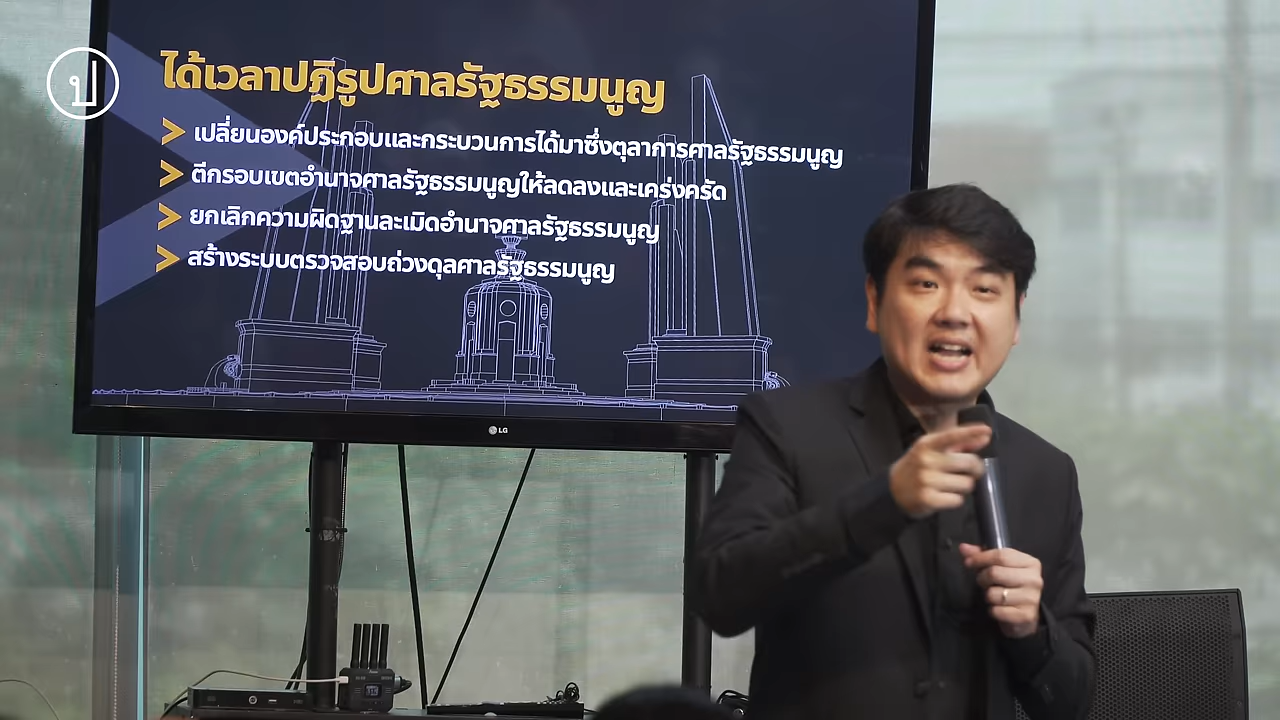 ป
ได้เวลาปฏิรูปศาลรัฐธรรมนูญ
เปลี่ยนองค์ประกอบและกระบวนการได้มาซึ่งตุลาการศาลรัฐธรรมนูญ
ตีกรอบเขตอำนาจศาลรัฐธรรมนูญให้ลดลงและเคร่งครัด
ยกเลิกความผิดฐานละเมิดอำนาจศาลรัฐธรรมนูญ
สร้างระบบตรวจสอบถ่วงดุลศาลรัฐธรรมนูญ
LG